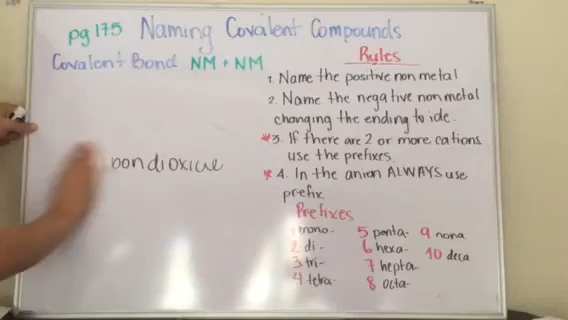 pg 175 Naming Covalent Compounds
Covalent Bond NM + NM
Rules
1. Name the positive non metal
2. Name the negative nonmetal
changing the ending to ide.
*3. If there are 2 or more cations
use the prefixes.
*4. In the anion ALWAYS use
prefix
Prefixes
mono-
2 di-
3 tri-
4 tetra-
5 penta-
6 hexa-
7 hepta-
8 octa-
9 nona
10 deca